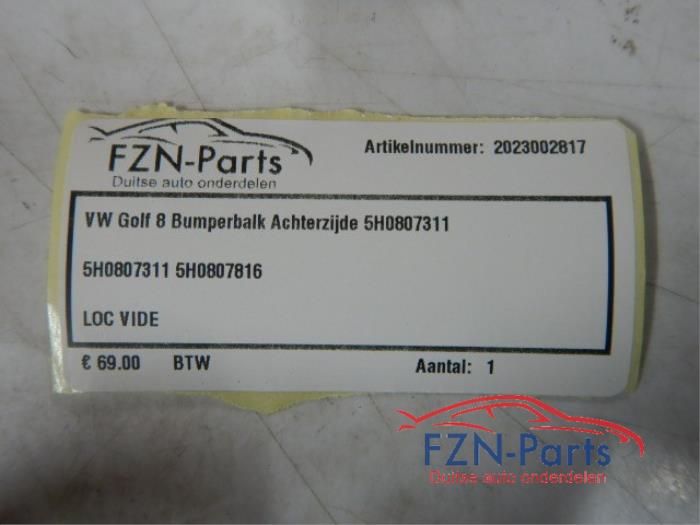 FZN-Parts
Duitse auto onderdelen
Artikelnummer: 2023002817
VW Golf 8 Bumperbalk Achterzijde 5H0807311
5H0807311 5H0807816
LOC VIDE
€ 69.00 BTW Aantal: 1
FZN-Parts
Duitse auto onderdelen